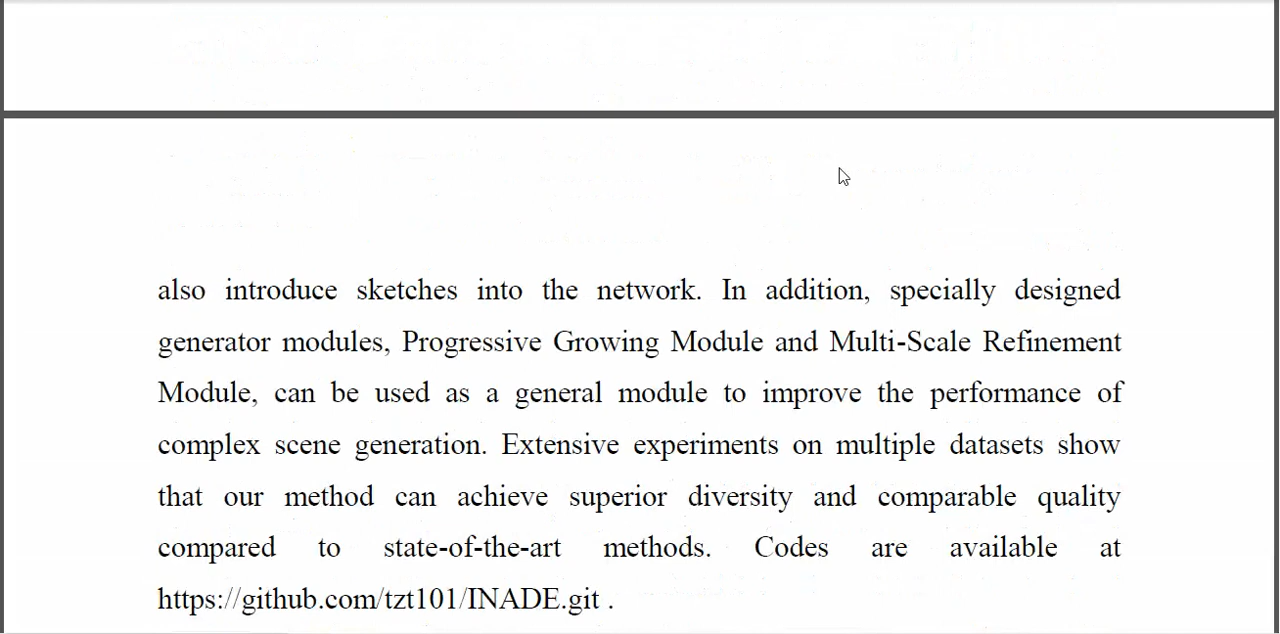 also introduce sketches into the network. In addition, specially designed
generator modules, Progressive Growing Module and Multi-Scale Refinement
Module, can be used as a general module to improve the performance of
complex scene generation. Extensive experiments on multiple datasets show
that our method can achieve superior diversity and comparable quality
compared to state-of-the-art methods. Codes are available at
https://github.com/tzt101/INADE.git .